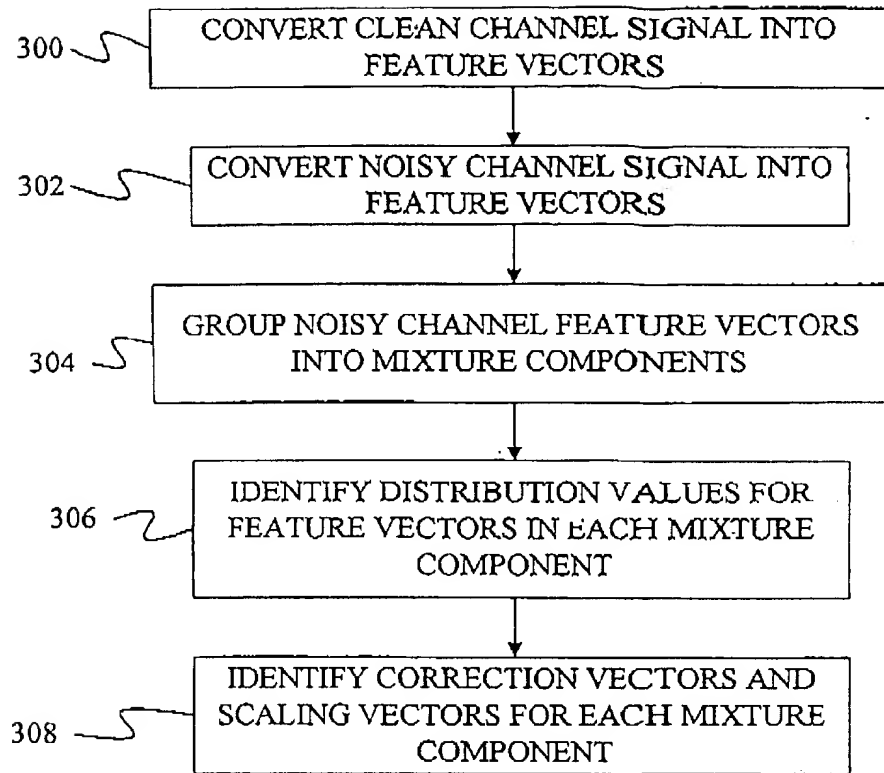 300
CONVERT CLEAN CHANNEL SIGNAL INTO
FEATURE VECTORS
302
CONVERT NOISY CHANNEL SIGNAL INTO
FEATURE VECTORS
304
GROUP NOISY CHANNEL FEATURE VECTORS
INTO MIXTURE COMPONENTS
306
IDENTIFY DISTRIBUTION VALUES FOR
FEATURE VECTORS IN EACH MIXTURE
COMPONENT
308
IDENTIFY CORRECTION VECTORS AND
SCALING VECTORS FOR EACH MIXTURE
COMPONENT